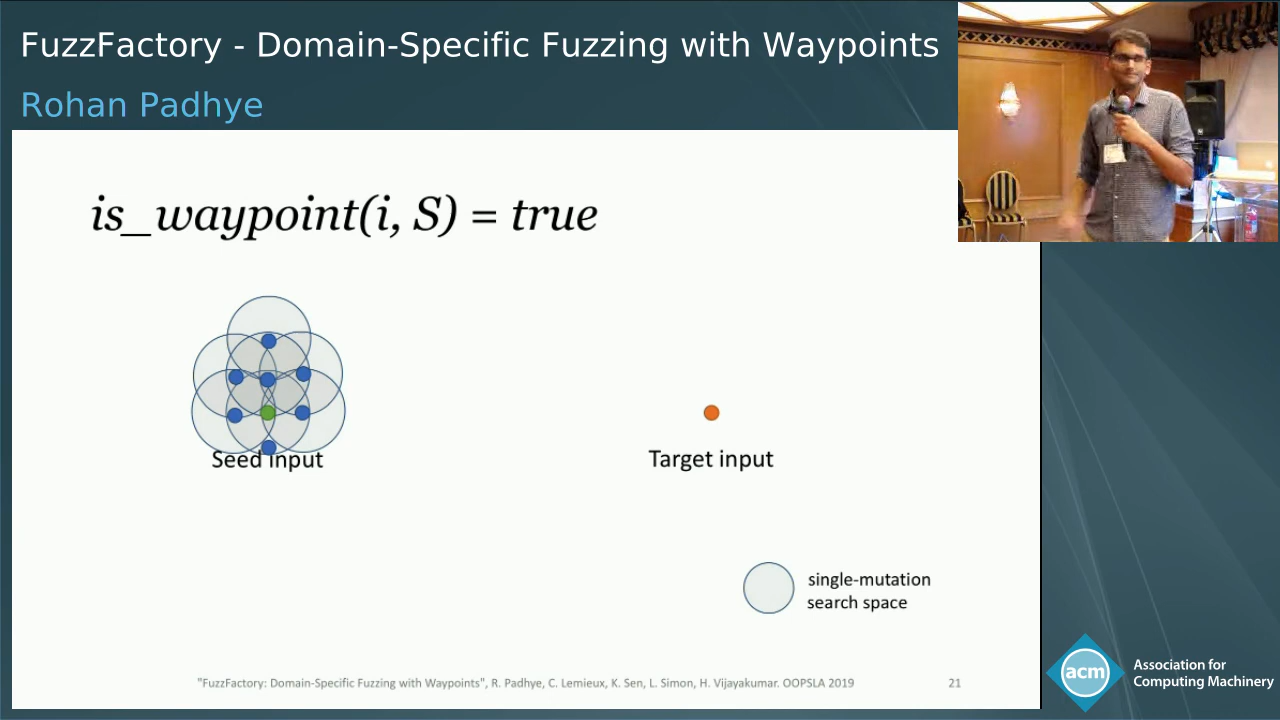 FuzzFactory - Domain-Specific Fuzzing with Waypoints
Rohan Padhye
is_waypoint(i, S) = true
Seed input
Target input
single-mutation
search space
"FuzzFactory: Domain-Specific Fuzzing with Waypoints", R. Padhye, C. Lemieux, K. Sen, L. Simon, H. Vijayakumar. OOPSLA 2019
21
acm
Association for
Computing Machinery